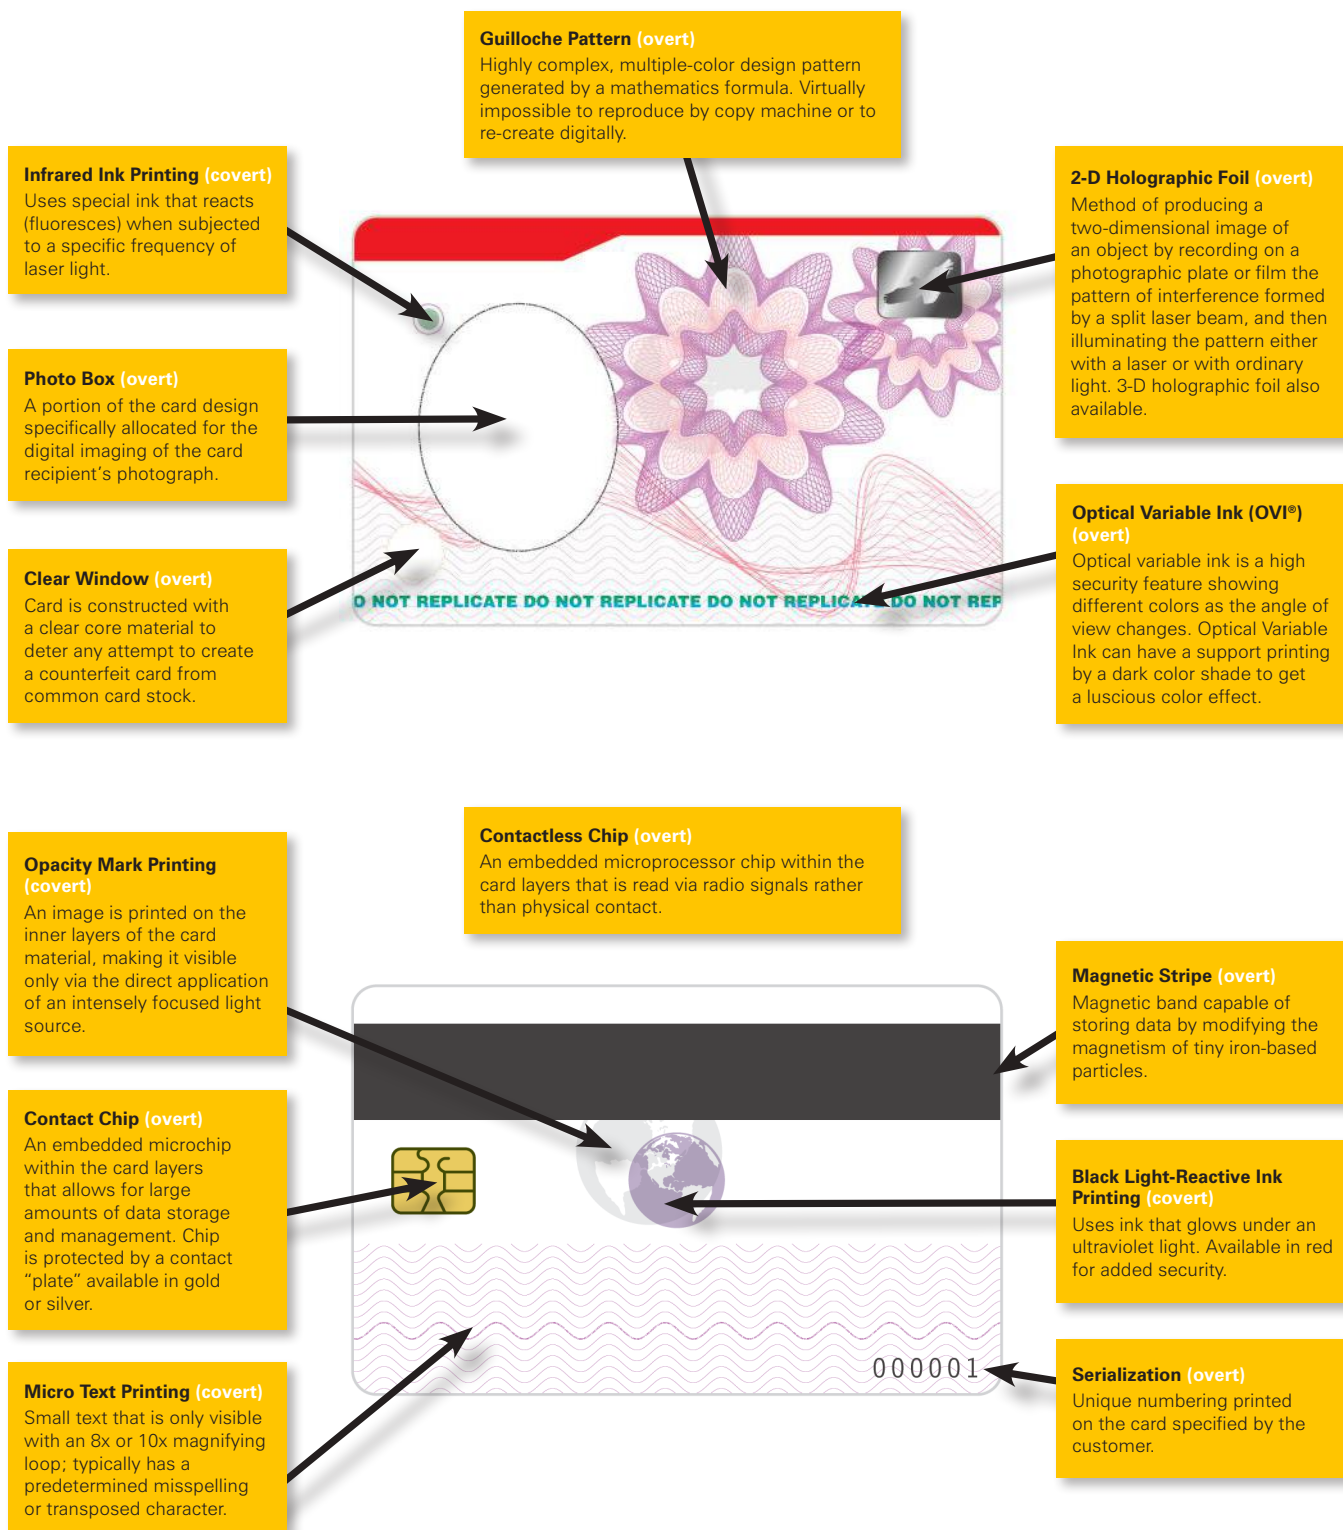 Guilloche Pattern (overt)
Highly complex, multiple-color design pattern
generated by a mathematics formula. Virtually
impossible to reproduce by copy machine or to
re-create digitally.
Infrared Ink Printing (covert)
Uses special ink that reacts
(fluoresces) when subjected
to a specific frequency of
laser light.
2-D Holographic Foil (overt)
Method of producing a
two-dimensional image of
an object by recording on a
photographic plate or film the
pattern of interference formed
by a split laser beam, and then
illuminating the pattern either
with a laser or with ordinary
light. 3-D holographic foil also
available.
Photo Box (overt)
A portion of the card design
specifically allocated for the
digital imaging of the card
recipient's photograph.
Optical Variable Ink (OVI®)
(overt)
Optical variable ink is a high
security feature showing
different colors as the angle of
view changes. Optical Variable
Ink can have a support printing
by a dark color shade to get
a luscious color effect.
Clear Window (overt)
Card is constructed with
a clear core material to
deter any attempt to create
a counterfeit card from
common card stock.
O NOT REPLICATE DO NOT REPLICATE DO NOT REPLICATE DO NOT REP
Contactless Chip (overt)
An embedded microprocessor chip within the
card layers that is read via radio signals rather
than physical contact.
Opacity Mark Printing
(covert)
An image is printed on the
inner layers of the card
material, making it visible
only via the direct application
of an intensely focused light
source.
Magnetic Stripe (overt)
Magnetic band capable of
storing data by modifying the
magnetism of tiny iron-based
particles.
Contact Chip (overt)
An embedded microchip
within the card layers
that allows for large
amounts of data storage
and management. Chip
is protected by a contact
“plate” available in gold
or silver.
Black Light-Reactive Ink
Printing (covert)
Uses ink that glows under an
ultraviolet light. Available in red
for added security.
000001
Serialization (overt)
Unique numbering printed
on the card specified by the
customer.
Micro Text Printing (covert)
Small text that is only visible
with an 8x or 10x magnifying
loop; typically has a
predetermined misspelling
or transposed character.